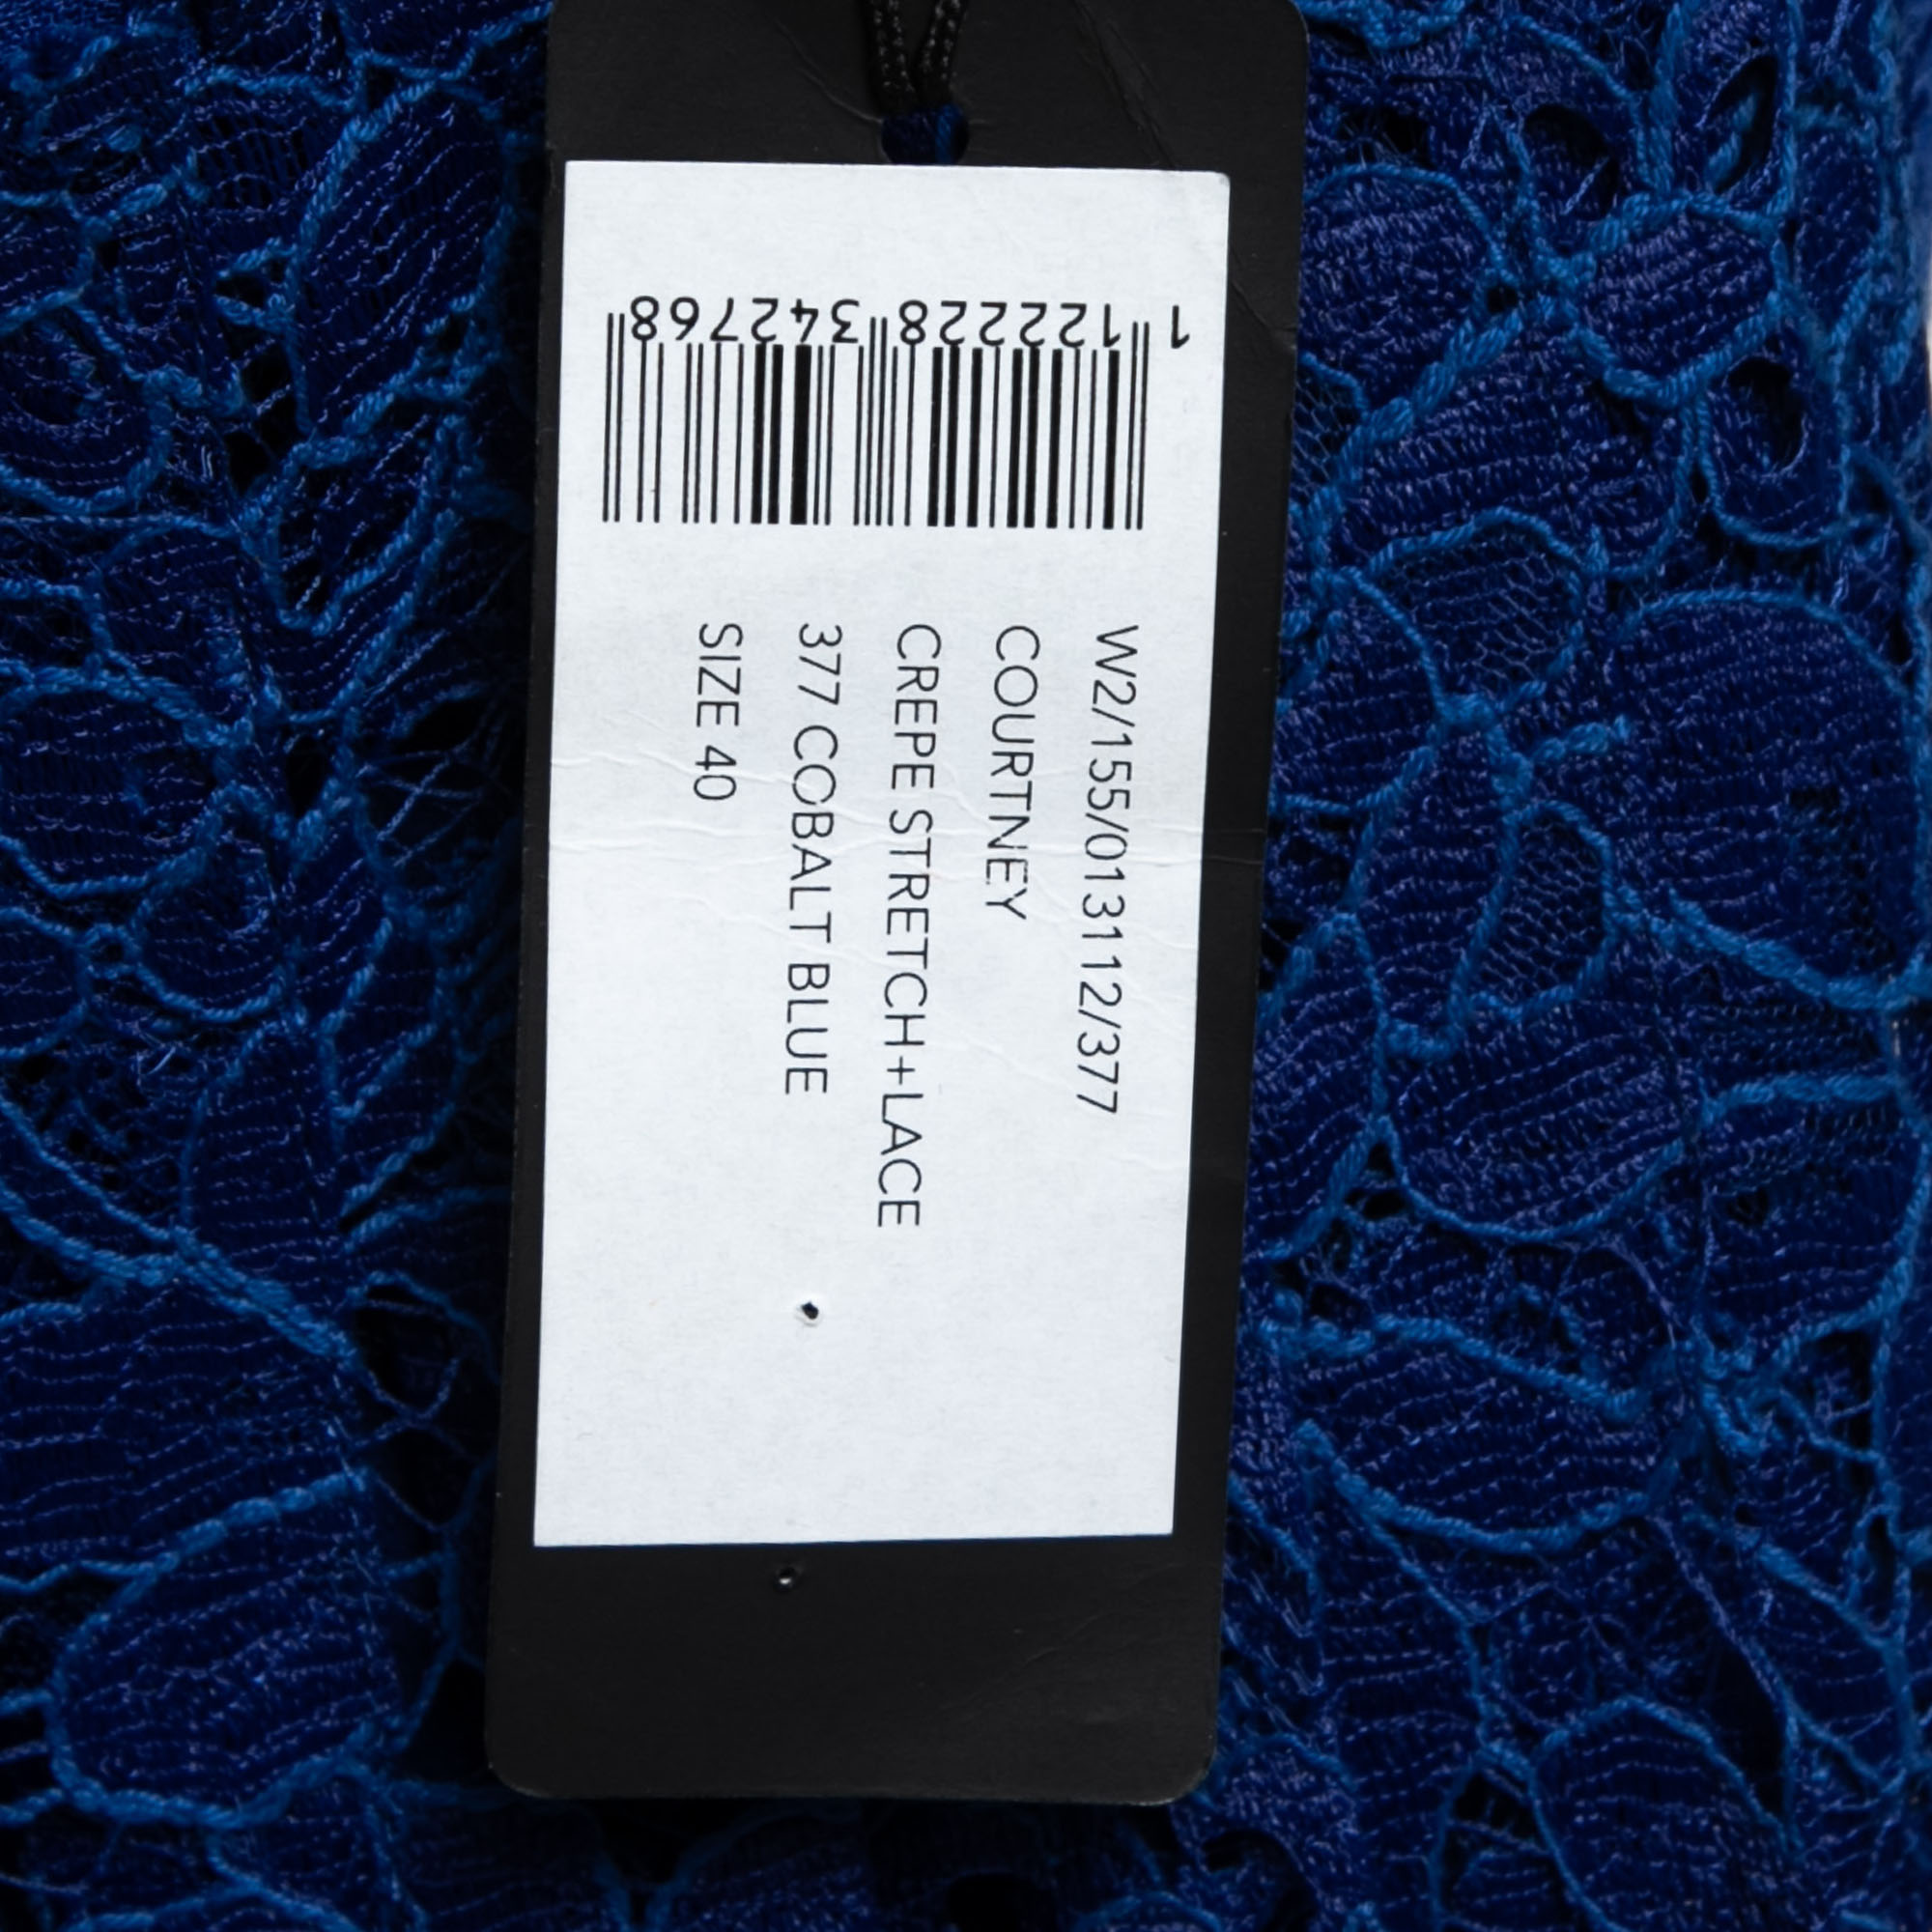 W2/155/013112/377
COURTNEY
CREPE STRETCH+LACE
377 COBALT BLUE
SIZE 40
1 122228 342768